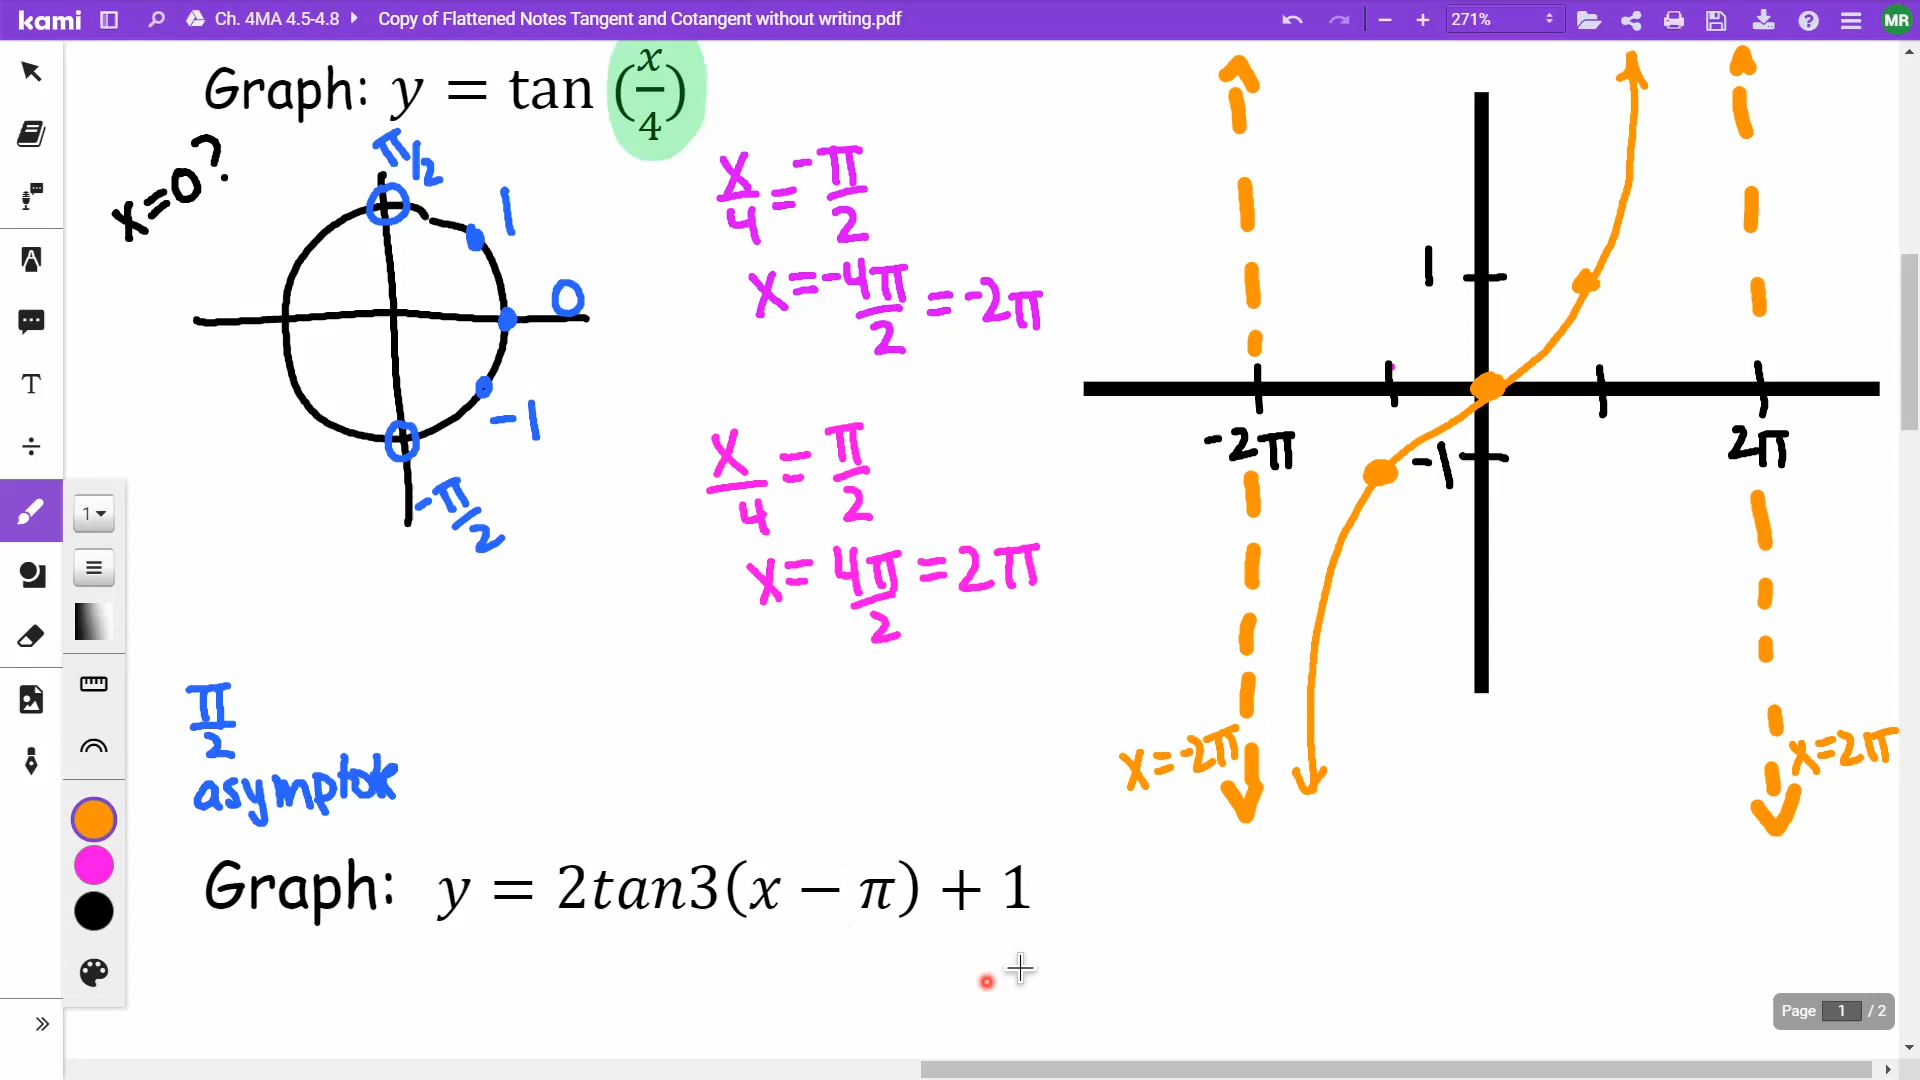 kami
Ch. 4MA 4.5-4.8
Copy of Flattened Notes Tangent and Cotangent without writing.pdf
271%
MR
Graph: y = tan (x/4)
x=0?
π/2
1
0
-1
-π/2
x/4 = -π/2
x = -4π/2 = -2π
x/4 = π/2
x = 4π/2 = 2π
1
-2π
-1
2π
x=-2π
x=2π
π/2
asymptote
Graph: y = 2tan3(x − π) + 1
T
1
Page 1 / 2